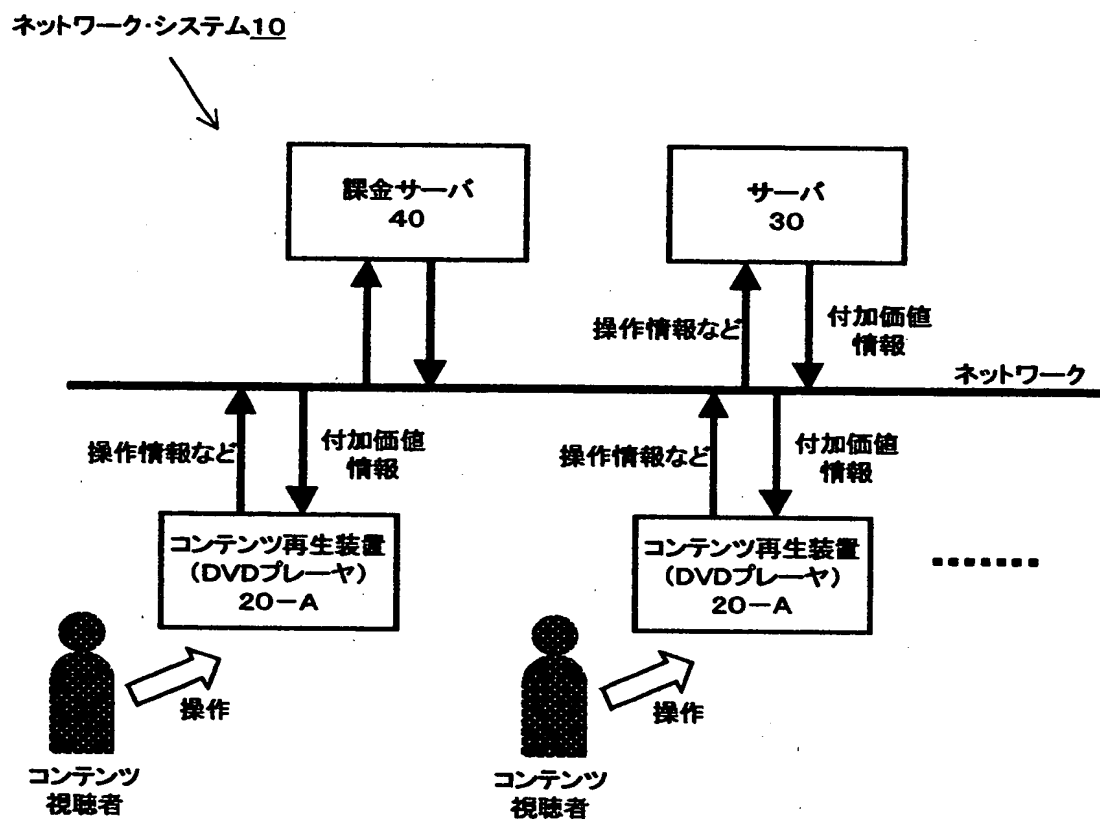 ネットワーク・システム10
課金サーバ
40
サーバ
30
操作情報など
付加価値
情報
ネットワーク
操作情報など
付加価値
情報
操作情報など
付加価値
情報
コンテンツ再生装置
(DVDプレーヤ)
20-A
コンテンツ再生装置
(DVDプレーヤ)
20-A
操作
操作
コンテンツ
視聴者
コンテンツ
視聴者